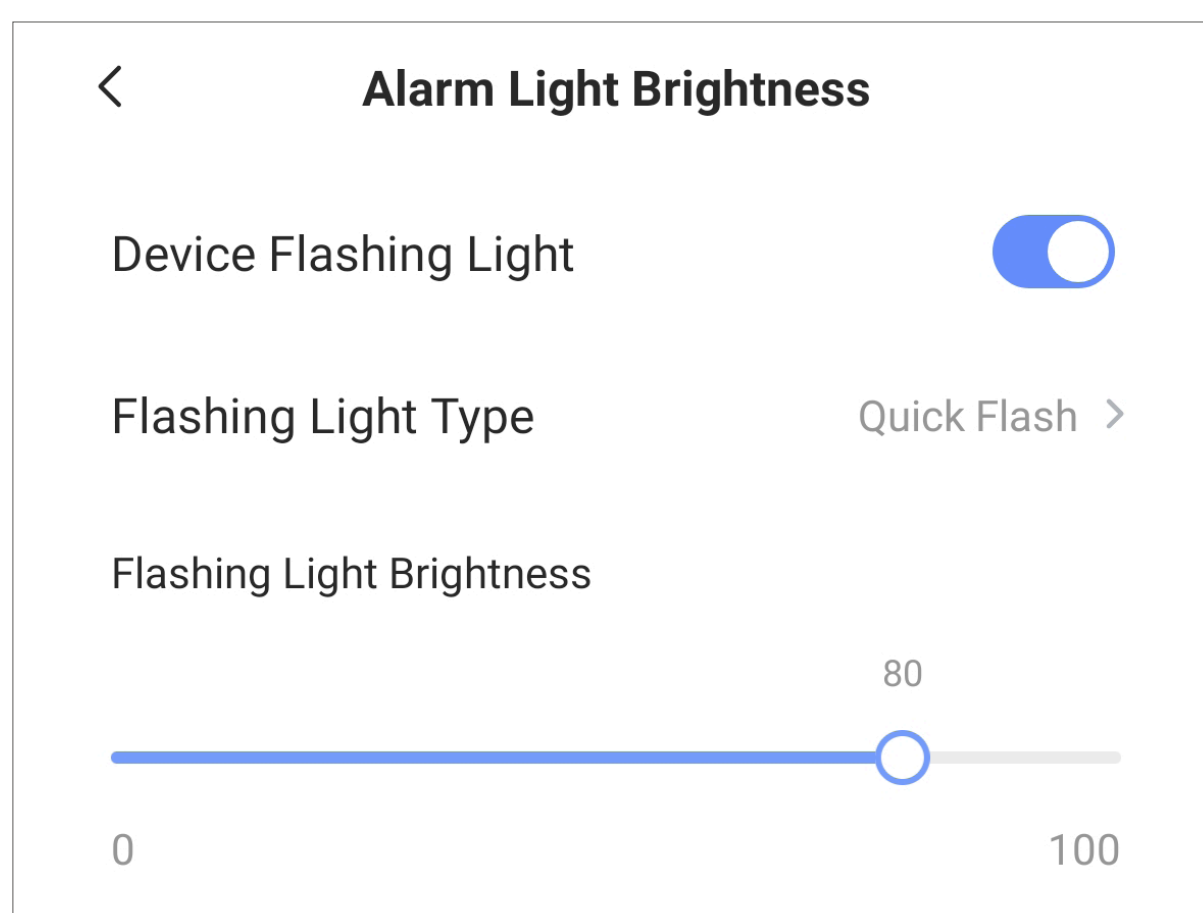 Alarm Light Brightness
Device Flashing Light
Flashing Light Type Quick Flash
Flashing Light Brightness
80
0 100